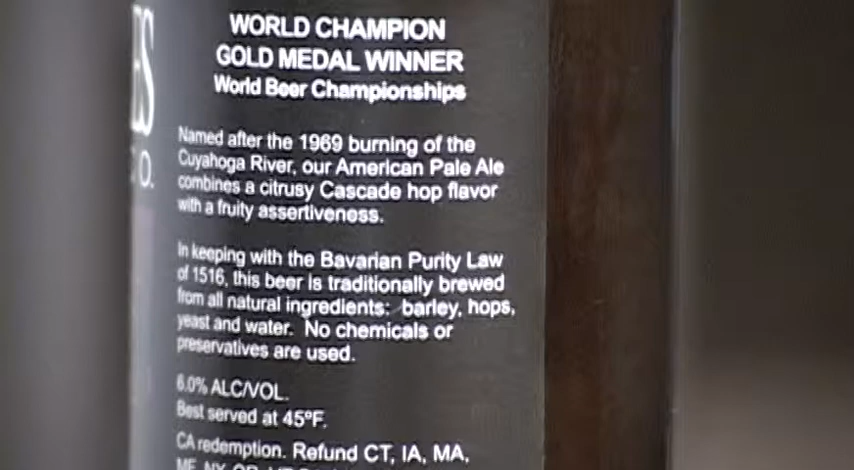 WORLD CHAMPION
GOLD MEDAL WINNER
World Beer Championships
ES
O.
Named after the 1969 burning of the
Cuyahoga River, our American Pale Ale
combines a citrusy Cascade hop flavor
with a fruity assertiveness.
In keeping with the Bavarian Purity Law
of 1516, this beer is traditionally brewed
from all natural ingredients: barley, hops,
yeast and water. No chemicals or
preservatives are used.
6.0% ALC/VOL.
Best served at 45ºF.
CA redemption. Refund CT, IA, MA,